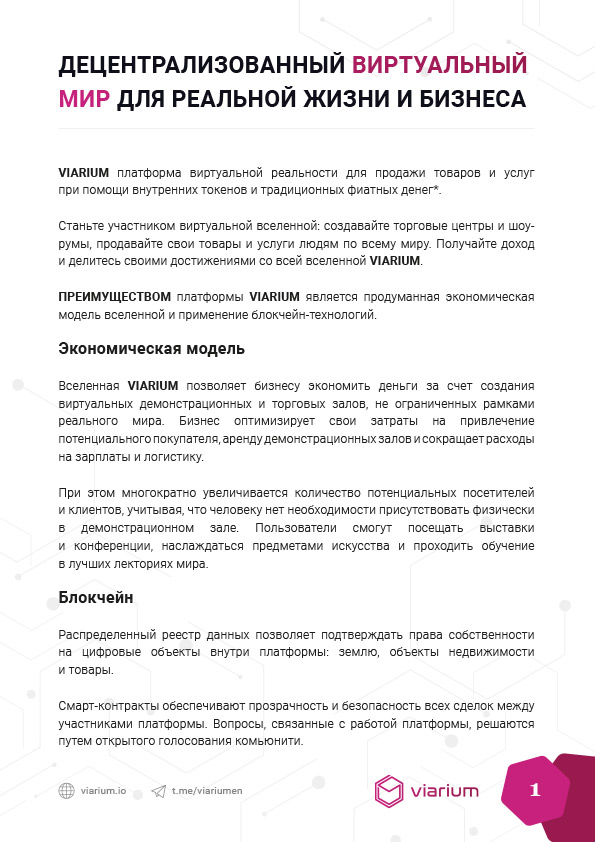 ДЕЦЕНТРАЛИЗОВАННЫЙ ВИРТУАЛЬНЫЙ
МИР ДЛЯ РЕАЛЬНОЙ ЖИЗНИ И БИЗНЕСА
VIARIUM платформа виртуальной реальности для продажи товаров и услуг
при помощи внутренних токенов и традиционных фиатных денег*.
Станьте участником виртуальной вселенной: создавайте торговые центры и шоу-
румы, продавайте свои товары и услуги людям по всему миру. Получайте доход
и делитесь своими достижениями со всей вселенной VIARIUM.
ПРЕИМУЩЕСТВОМ платформы VIARIUM является продуманная экономическая
модель вселенной и применение блокчейн-технологий.
Экономическая модель
Вселенная VIARIUM позволяет бизнесу экономить деньги за счет создания
виртуальных демонстрационных и торговых залов, не ограниченных рамками
реального мира. Бизнес оптимизирует свои затраты на привлечение
потенциального покупателя, аренду демонстрационных залов и сокращает расходы
на зарплаты и логистику.
При этом многократно увеличивается количество потенциальных посетителей
и клиентов, учитывая, что человеку нет необходимости присутствовать физически
в демонстрационном зале. Пользователи смогут посещать выставки
и конференции, наслаждаться предметами искусства и проходить обучение
в лучших лекториях мира.
Блокчейн
Распределенный реестр данных позволяет подтверждать права собственности
на цифровые объекты внутри платформы: землю, объекты недвижимости
и товары.
Смарт-контракты обеспечивают прозрачность и безопасность всех сделок между
участниками платформы. Вопросы, связанные с работой платформы, решаются
путем открытого голосования комьюнити.
viarium.io t.me/viariumen viarium 1